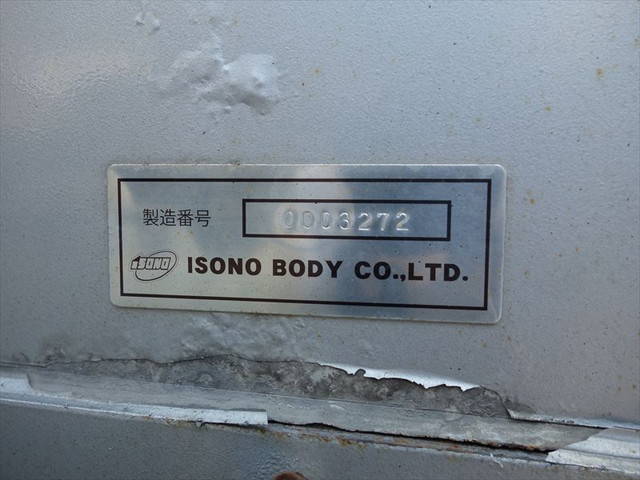 製造番号 0003272
ISONO ISONO BODY CO.,LTD.